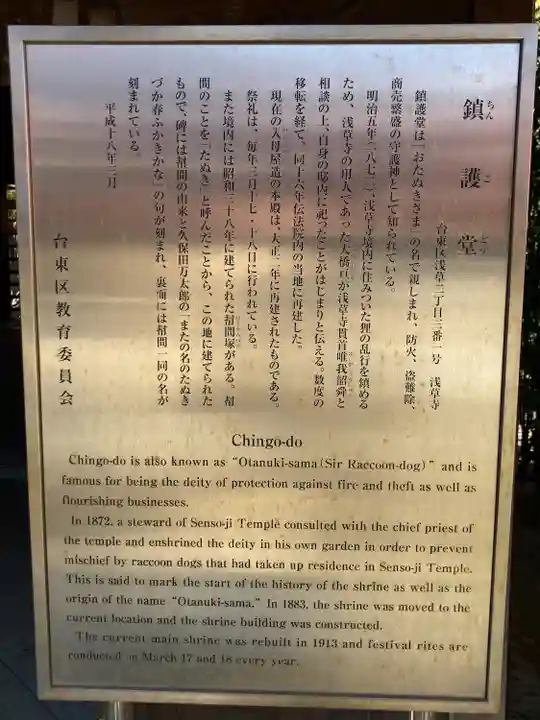 鎮護堂
ちんごどう
台東区浅草二丁目三番一号　浅草寺
鎮護堂は「おたぬきさま」の名で親しまれ、防火、盗難除、
商売繁盛の守護神として知られている。
明治五年（一八七二）、浅草寺境内に住みついた狸の乱行を鎮める
ため、浅草寺の用人であった大橋亘が浅草寺貫首唯我韶舜と
相談の上、自身の邸内に祀ったことがはじまりと伝える。数度の
移転を経て、同十六年伝法院内の当地に再建した。
現在の入母屋造の本殿は、大正二年に再建されたものである。
祭礼は、毎年三月十七・十八日に行われている。
また境内には昭和三十八年に建てられた幇間塚がある。幇
間のことを「たぬき」と呼んだことから、この地に建てられた
もので、碑には幇間の由来と久保田万太郎の「またの名のたぬき
づか春ふかきかな」の句が刻まれ、裏面には幇間一同の名が
刻まれている。
平成十八年三月
台東区教育委員会
Chingo-do
Chingo-do is also known as "Otanuki-sama(Sir Raccoon-dog)" and is
famous for being the deity of protection against fire and theft as well as
flourishing businesses.
In 1872, a steward of Senso-ji Temple consulted with the chief priest of
the temple and enshrined the deity in his own garden in order to prevent
mischief by raccoon dogs that had taken up residence in Senso-ji Temple.
This is said to mark the start of the history of the shrine as well as the
origin of the name "Otanuki-sama." In 1883, the shrine was moved to the
current location and the shrine building was constructed.
The current main shrine was rebuilt in 1913 and festival rites are
conducted on March 17 and 18 every year.